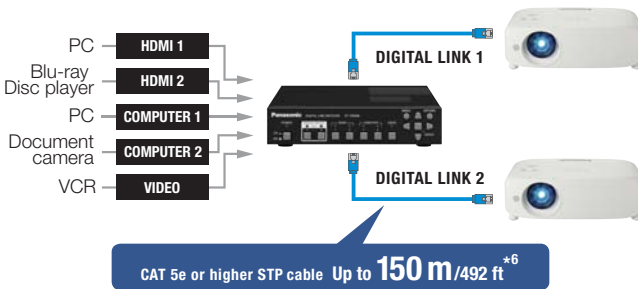 PC HDMI 1
Blu-ray
Disc player
HDMI 2
PC COMPUTER 1
Document
camera
COMPUTER 2
VCR VIDEO
Panasonic
DIGITAL LINK 1
DIGITAL LINK 2
CAT 5e or higher STP cable Up to 150 m/492 ft*6